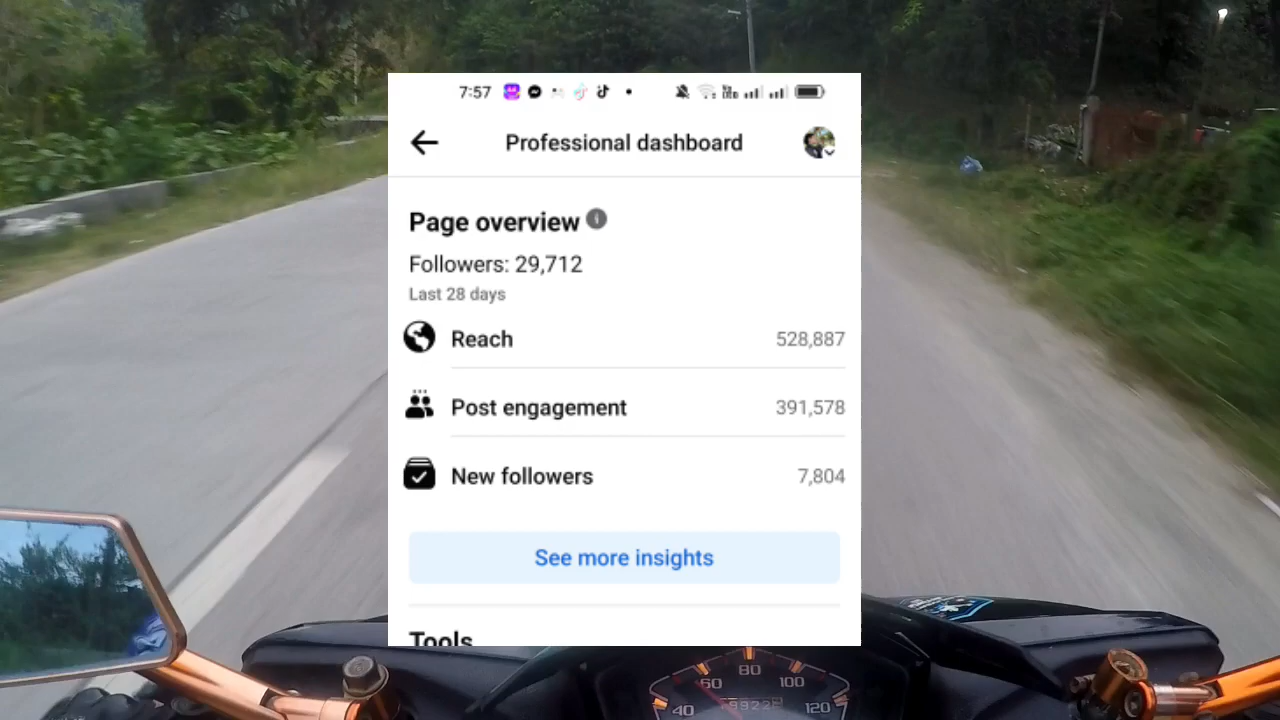 7:57
Professional dashboard
Page overview
Followers: 29,712
Last 28 days
Reach 528,887
Post engagement 391,578
New followers 7,804
See more insights
Tools
40 60 80 100 120